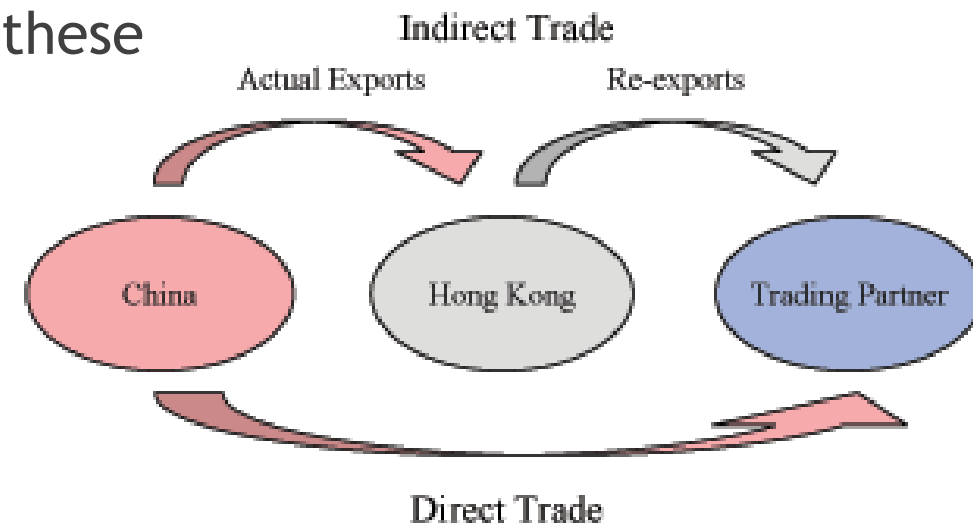 these
Indirect Trade
Actual Exports
Re-exports
China
Hong Kong
Trading Partner
Direct Trade